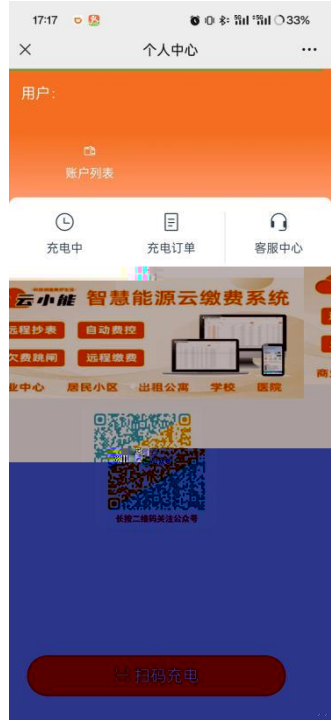 17:17
33%
个人中心
用户:
账户列表
充电中
充电订单
客服中心
云小能 智慧能源云缴费系统
远程抄表 自动费控
欠费跳闸 远程缴费
业中心 居民小区 出租公寓 学校 医院
长按二维码关注公众号
扫码充电